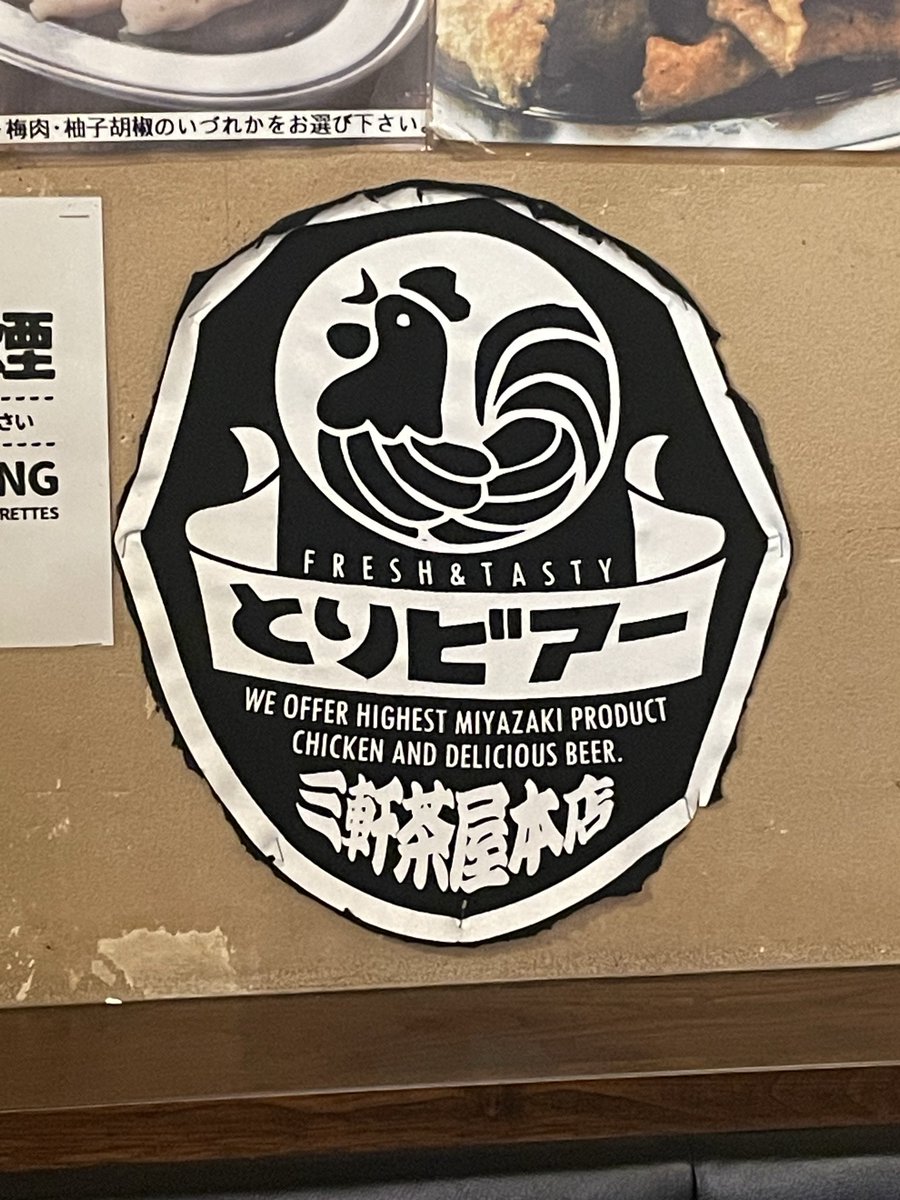 ・梅肉・柚子胡椒のいづれかをお選び下さい。
煙
さい
NG
RETTES
FRESH&TASTY
とりビアー
WE OFFER HIGHEST MIYAZAKI PRODUCT
CHICKEN AND DELICIOUS BEER.
三軒茶屋本店